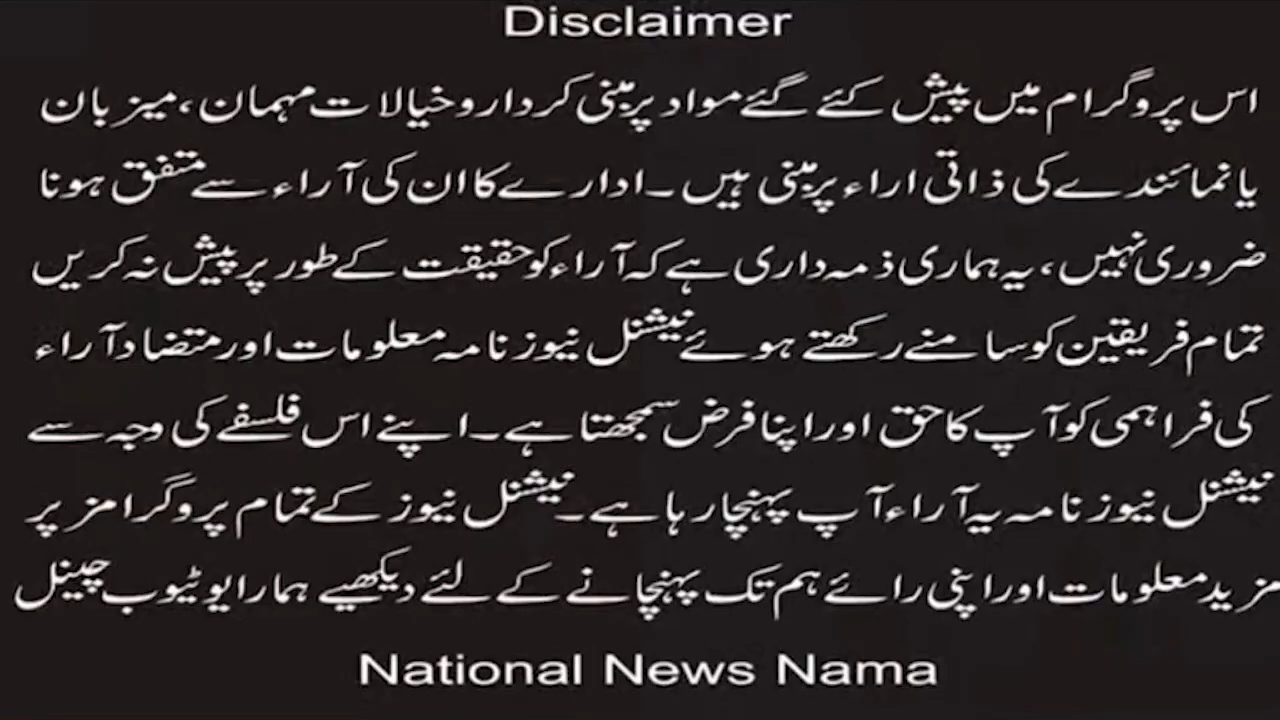 Disclaimer
اس پروگرام میں پیش کئے گئے مواد پر مبنی کردار و خیالات مہمان، میزبان
یا نمائندے کی ذاتی اراء پر مبنی ہیں۔ ادارے کا ان کی آراء سے متفق ہونا
ضروری نہیں، یہ ہماری ذمہ داری ہے کہ آراء کو حقیقت کے طور پر پیش نہ کریں
تمام فریقین کو سامنے رکھتے ہوئے نیشنل نیوز نامہ معلومات اور متضاد آراء
کی فراہمی کو آپ کا حق اور اپنا فرض سمجھتا ہے۔ اپنے اس فلسفے کی وجہ سے
نیشنل نیوز نامہ یہ آراء آپ پہنچا رہا ہے۔ نیشنل نیوز کے تمام پروگرامز پر
مزید معلومات اور اپنی رائے ہم تک پہنچانے کے لئے دیکھیے ہمارا یوٹیوب چینل
National News Nama